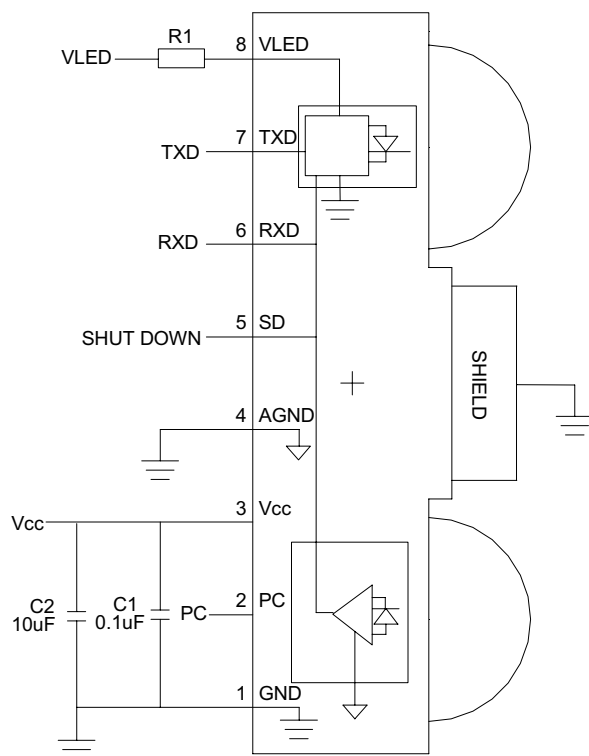 R1
VLED
8 VLED
TXD
7 TXD
RXD
6 RXD
SHUT DOWN
5 SD
4 AGND
SHIELD
Vcc
3 Vcc
C2
10uF
C1
0.1uF
PC
2 PC
1 GND